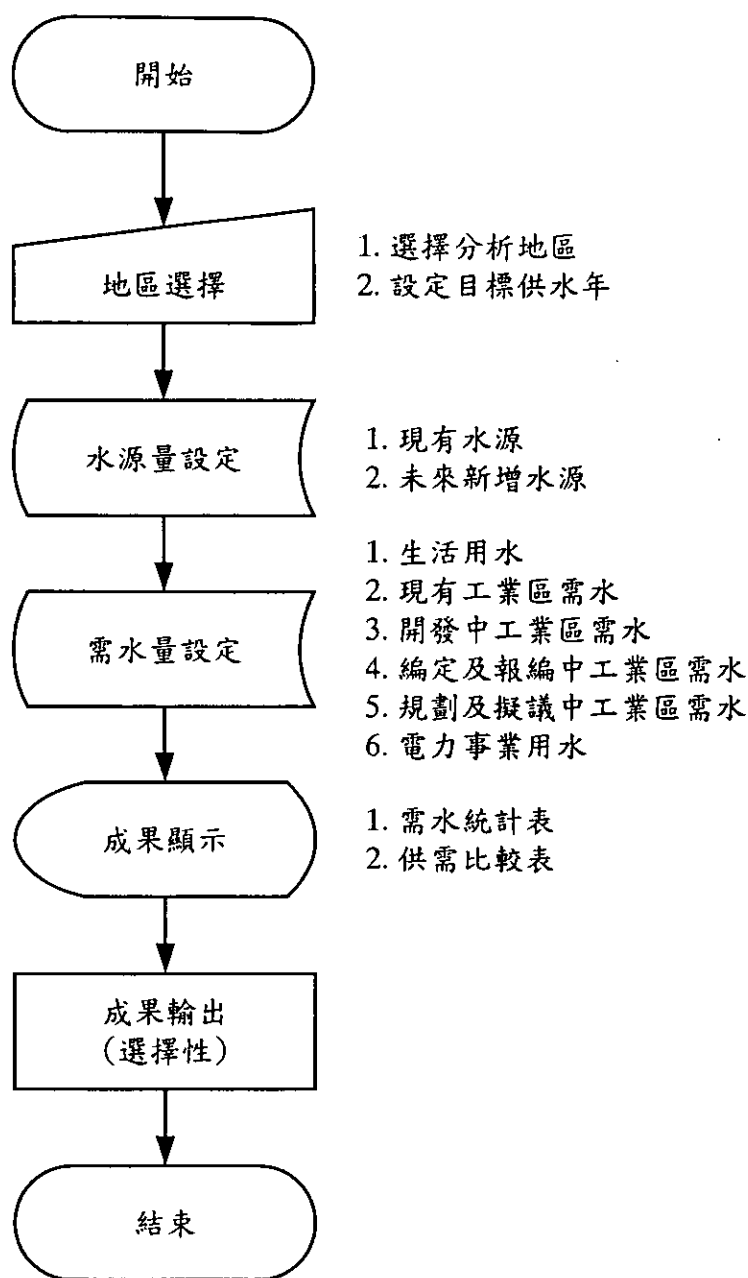 開始
地區選擇
1. 選擇分析地區
2. 設定目標供水年
水源量設定
1. 現有水源
2. 未來新增水源
需水量設定
1. 生活用水
2. 現有工業區需水
3. 開發中工業區需水
4. 編定及報編中工業區需水
5. 規劃及擬議中工業區需水
6. 電力事業用水
成果顯示
1. 需水統計表
2. 供需比較表
成果輸出
(選擇性)
結束